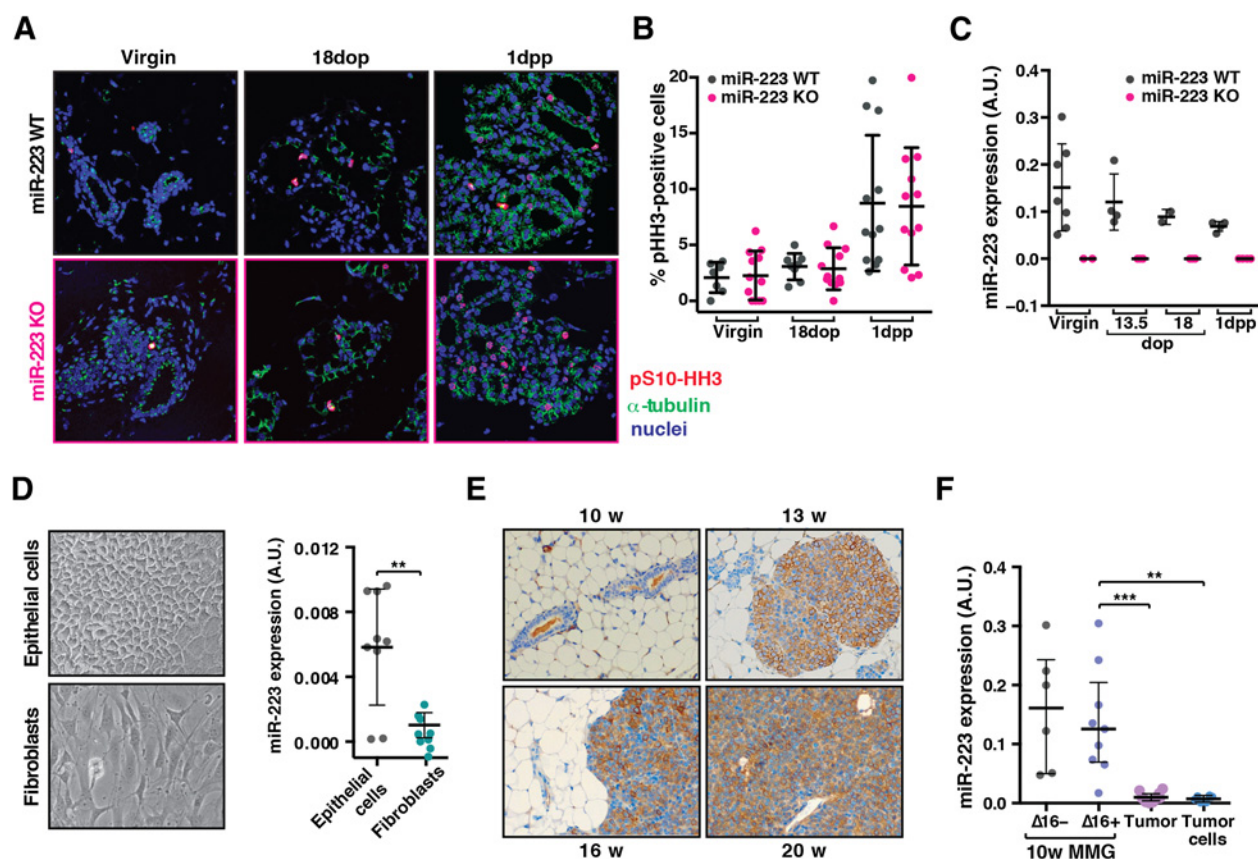 A
Virgin
18dop
1dpp
miR-223 WT
miR-223 KO
pS10-HH3
α-tubulin
nuclei
B
% pHH3-positive cells
20
15
10
5
0
miR-223 WT
miR-223 KO
Virgin
18dop
1dpp
C
miR-223 expression (A.U.)
0.4
0.3
0.2
0.1
0.0
−0.1
miR-223 WT
miR-223 KO
Virgin
13.5
18
1dpp
dop
D
Epithelial cells
Fibroblasts
miR-223 expression (A.U.)
0.012
0.008
0.004
0.000
**
Epithelial
cells
Fibroblasts
E
10 w
13 w
16 w
20 w
F
miR-223 expression (A.U.)
0.4
0.3
0.2
0.1
0.0
**
***
Δ16−
Δ16+
Tumor
Tumor
cells
10w MMG